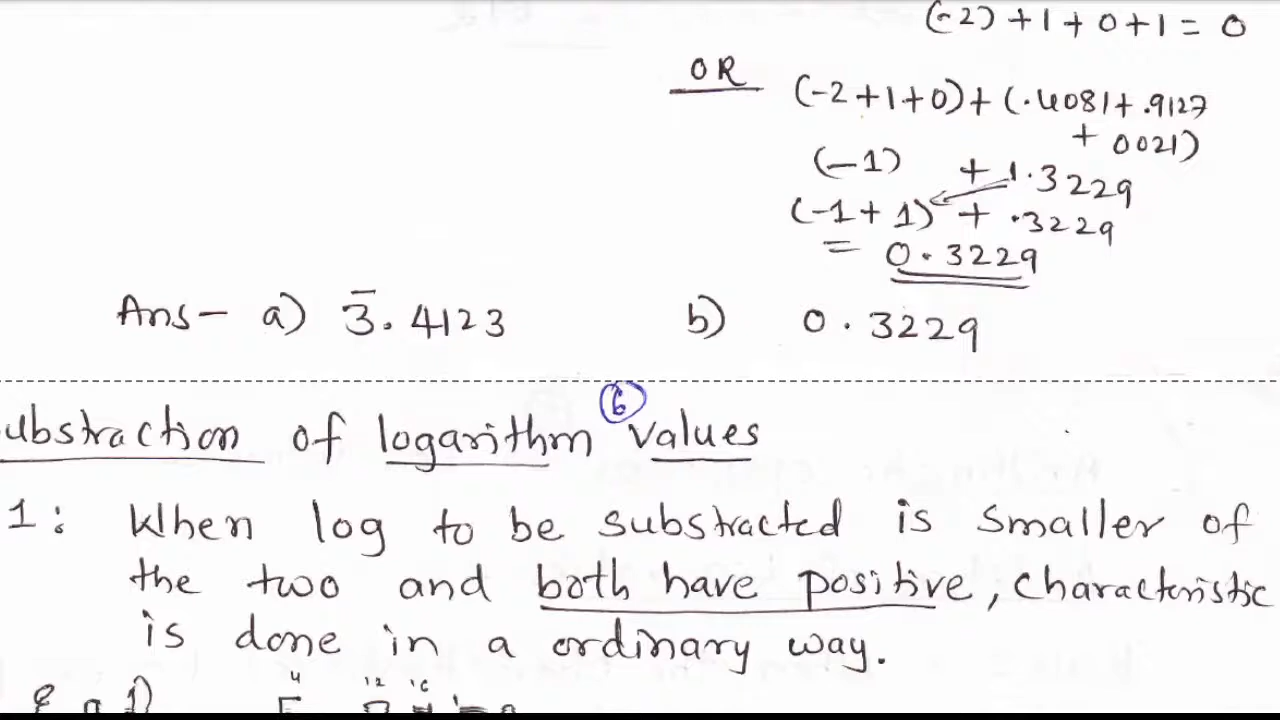 (-2) + 1 + 0 + 1 = 0
OR
(-2 + 1 + 0) + (.4081 + .9127
+ 0021)
(-1) + 1.3229
(-1 + 1) + .3229
= 0.3229
Ans - a) 3̄. 4123 b) 0. 3229
6
ubstraction of logarithm values
1: When log to be substracted is smaller of
the two and both have positive, characteristic
is done in a ordinary way.